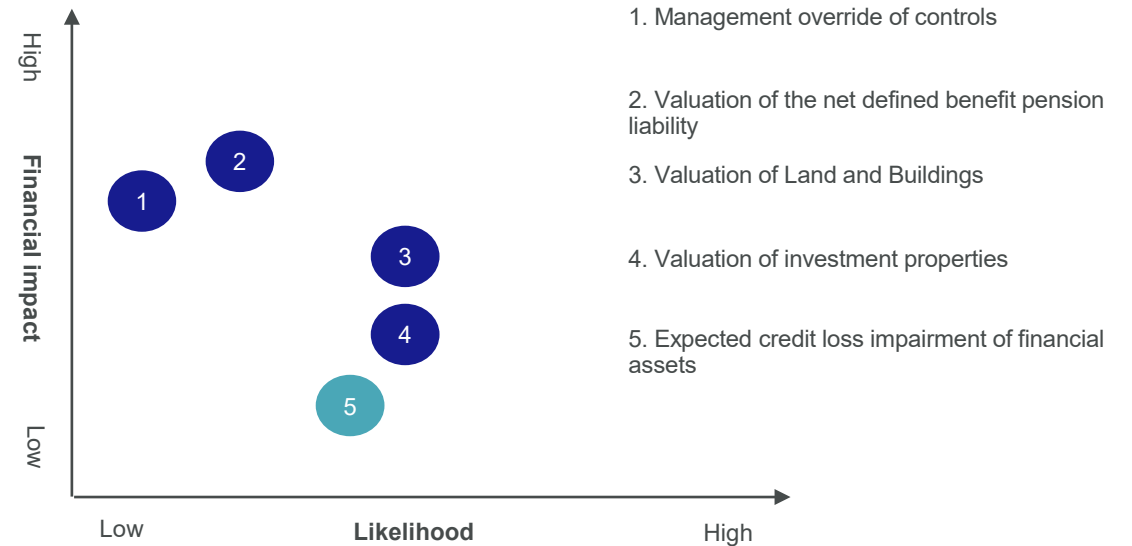 High
Financial impact
Low
1
2
3
4
5
Low
Likelihood
High
1. Management override of controls
2. Valuation of the net defined benefit pension
liability
3. Valuation of Land and Buildings
4. Valuation of investment properties
5. Expected credit loss impairment of financial
assets